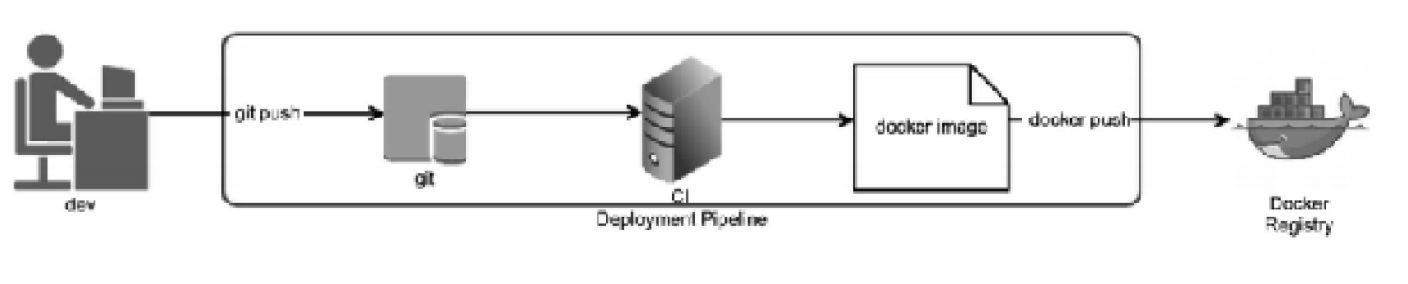 dev
git push
git
CI
docker image
docker push
Deployment Pipeline
Docker
Registry